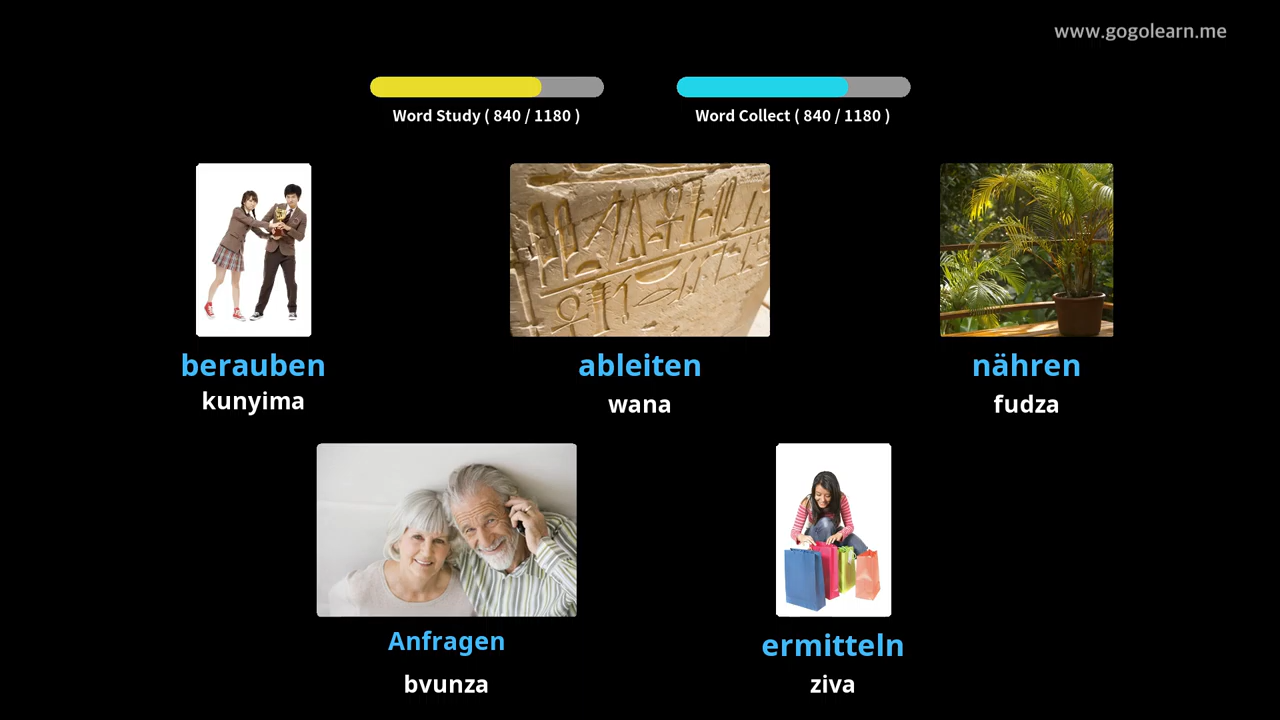 www.gogolearn.me
Word Study ( 840 / 1180 )
Word Collect ( 840 / 1180 )
berauben
kunyima
ableiten
wana
nähren
fudza
Anfragen
bvunza
ermitteln
ziva